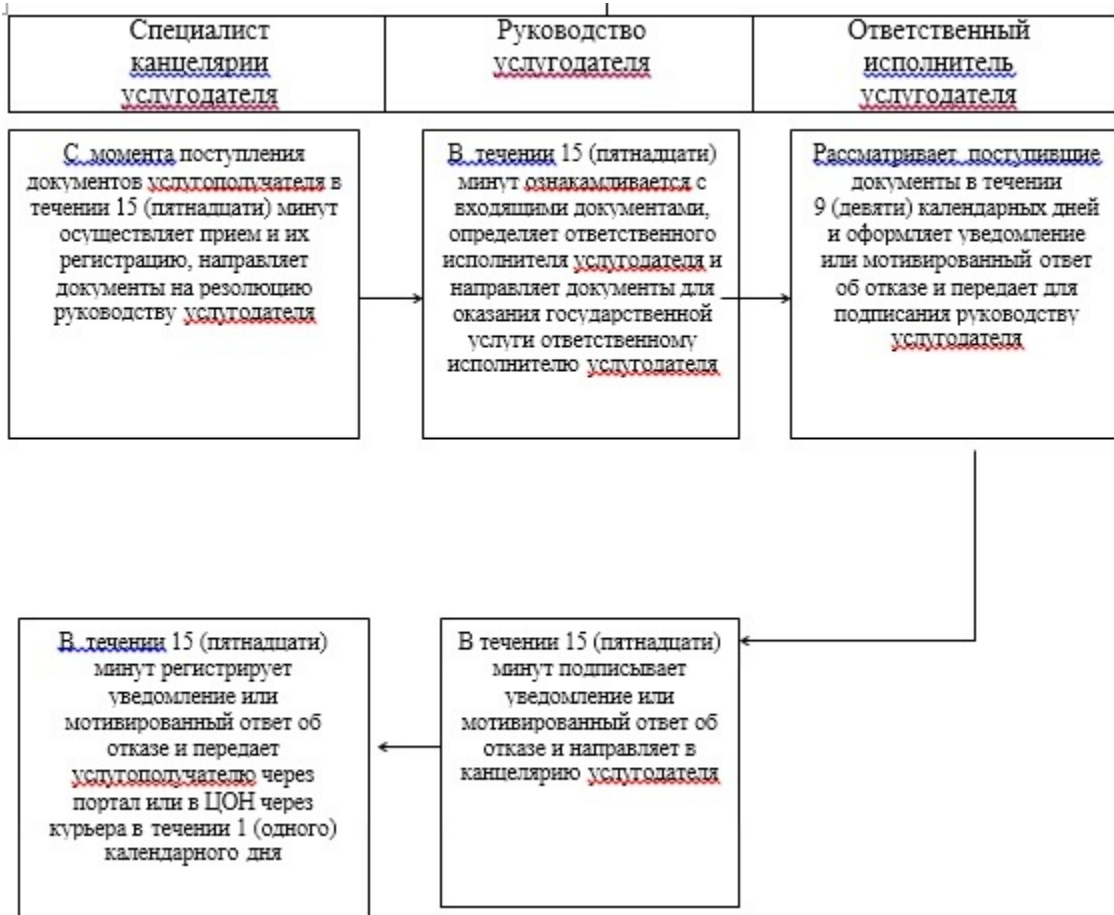 Специалист
канцелярии
услугодателя
Руководство
услугодателя
Ответственный
исполнитель
услугодателя
С момента поступления
документов услугополучателя в
течении 15 (пятнадцати) минут
осуществляет прием и их
регистрацию, направляет
документы на резолюцию
руководству услугодателя
В течении 15 (пятнадцати)
минут ознакамливается с
входящими документами,
определяет ответственного
исполнителя услугодателя и
направляет документы для
оказания государственной
услуги ответственному
исполнителю услугодателя
Рассматривает поступившие
документы в течении
9 (девяти) календарных дней
и оформляет уведомление
или мотивированный ответ
об отказе и передает для
подписания руководству
услугодателя
В течении 15 (пятнадцати)
минут регистрирует
уведомление или
мотивированный ответ об
отказе и передает
услугополучателю через
портал или в ЦОН через
курьера в течении 1 (одного)
календарного дня
В течении 15 (пятнадцати)
минут подписывает
уведомление или
мотивированный ответ об
отказе и направляет в
канцелярию услугодателя